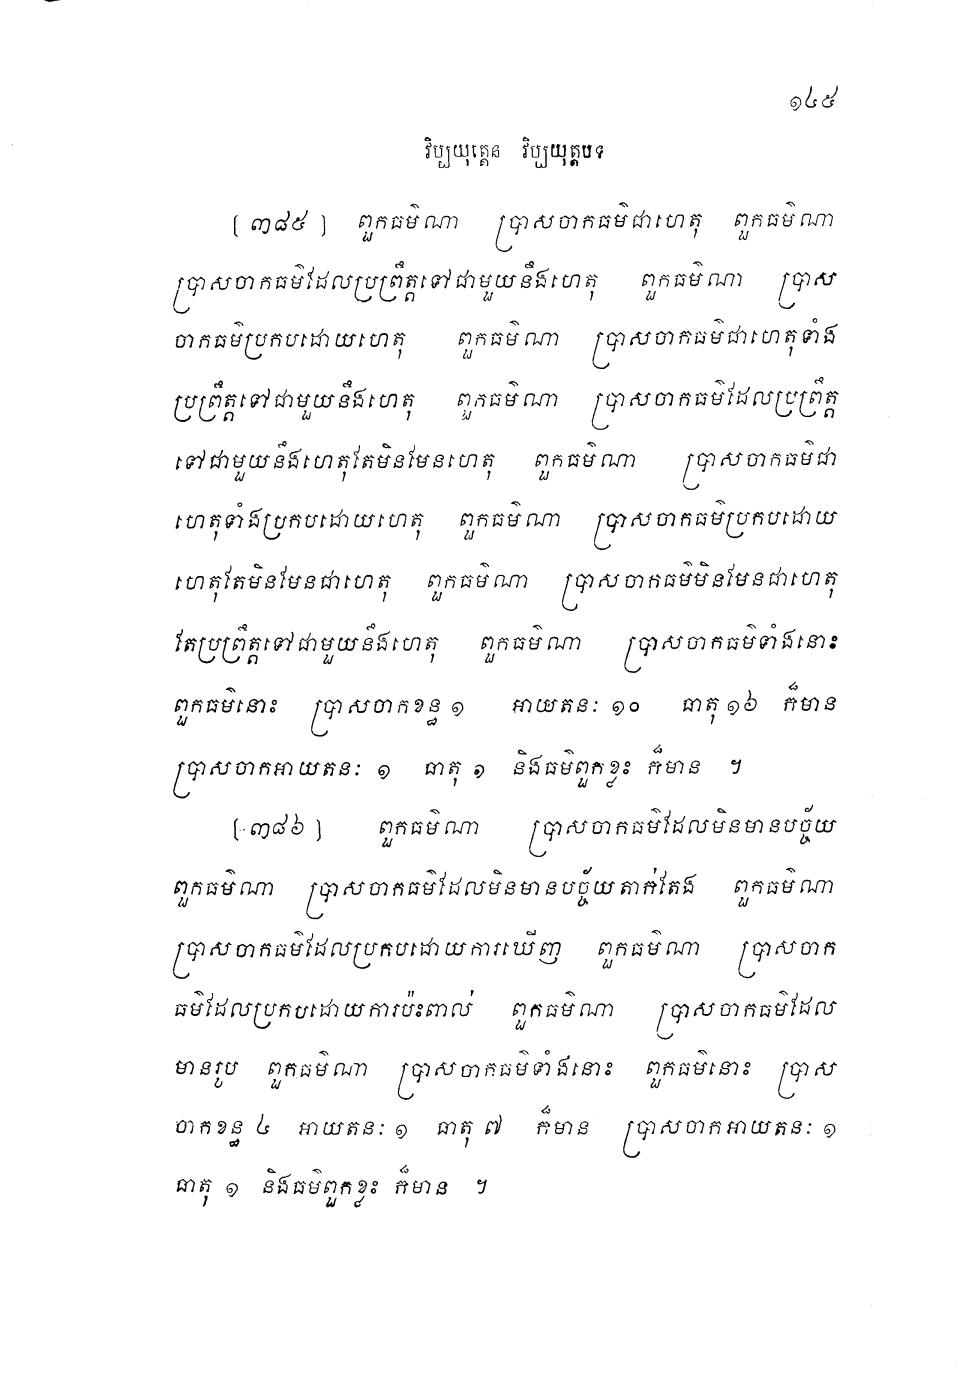 ១៤៥
វិប្បយុត្តេន វិប្បយុត្តបទ
[៣៨៥] ពួកធម៌ណា ប្រាសចាកធម៌ជាហេតុ ពួកធម៌ណា
ប្រាសចាកធម៌ដែលប្រព្រឹត្តទៅជាមួយនឹងហេតុ ពួកធម៌ណា ប្រាស
ចាកធម៌ប្រកបដោយហេតុ ពួកធម៌ណា ប្រាសចាកធម៌ជាហេតុទាំង
ប្រព្រឹត្តទៅជាមួយនឹងហេតុ ពួកធម៌ណា ប្រាសចាកធម៌ដែលប្រព្រឹត្ត
ទៅជាមួយនឹងហេតុតែមិនមែនហេតុ ពួកធម៌ណា ប្រាសចាកធម៌ជា
ហេតុទាំងប្រកបដោយហេតុ ពួកធម៌ណា ប្រាសចាកធម៌ប្រកបដោយ
ហេតុតែមិនមែនជាហេតុ ពួកធម៌ណា ប្រាសចាកធម៌មិនមែនជាហេតុ
តែប្រព្រឹត្តទៅជាមួយនឹងហេតុ ពួកធម៌ណា ប្រាសចាកធម៌ទាំងនោះ
ពួកធម៌នោះ ប្រាសចាកខន្ធ ១ អាយតនៈ ១០ ធាតុ ១៦ ក៏មាន
ប្រាសចាកអាយតនៈ ១ ធាតុ ១ និងធម៌ពួកខ្លះ ក៏មាន ។
[៣៨៦] ពួកធម៌ណា ប្រាសចាកធម៌ដែលមិនមានបច្ច័យ
ពួកធម៌ណា ប្រាសចាកធម៌ដែលមិនមានបច្ច័យតាក់តែង ពួកធម៌ណា
ប្រាសចាកធម៌ដែលប្រកបដោយការឃើញ ពួកធម៌ណា ប្រាសចាក
ធម៌ដែលប្រកបដោយការប៉ះពាល់ ពួកធម៌ណា ប្រាសចាកធម៌ដែល
មានរូប ពួកធម៌ណា ប្រាសចាកធម៌ទាំងនោះ ពួកធម៌នោះ ប្រាស
ចាកខន្ធ ៤ អាយតនៈ ១ ធាតុ ៧ ក៏មាន ប្រាសចាកអាយតនៈ ១
ធាតុ ១ និងធម៌ពួកខ្លះ ក៏មាន ។